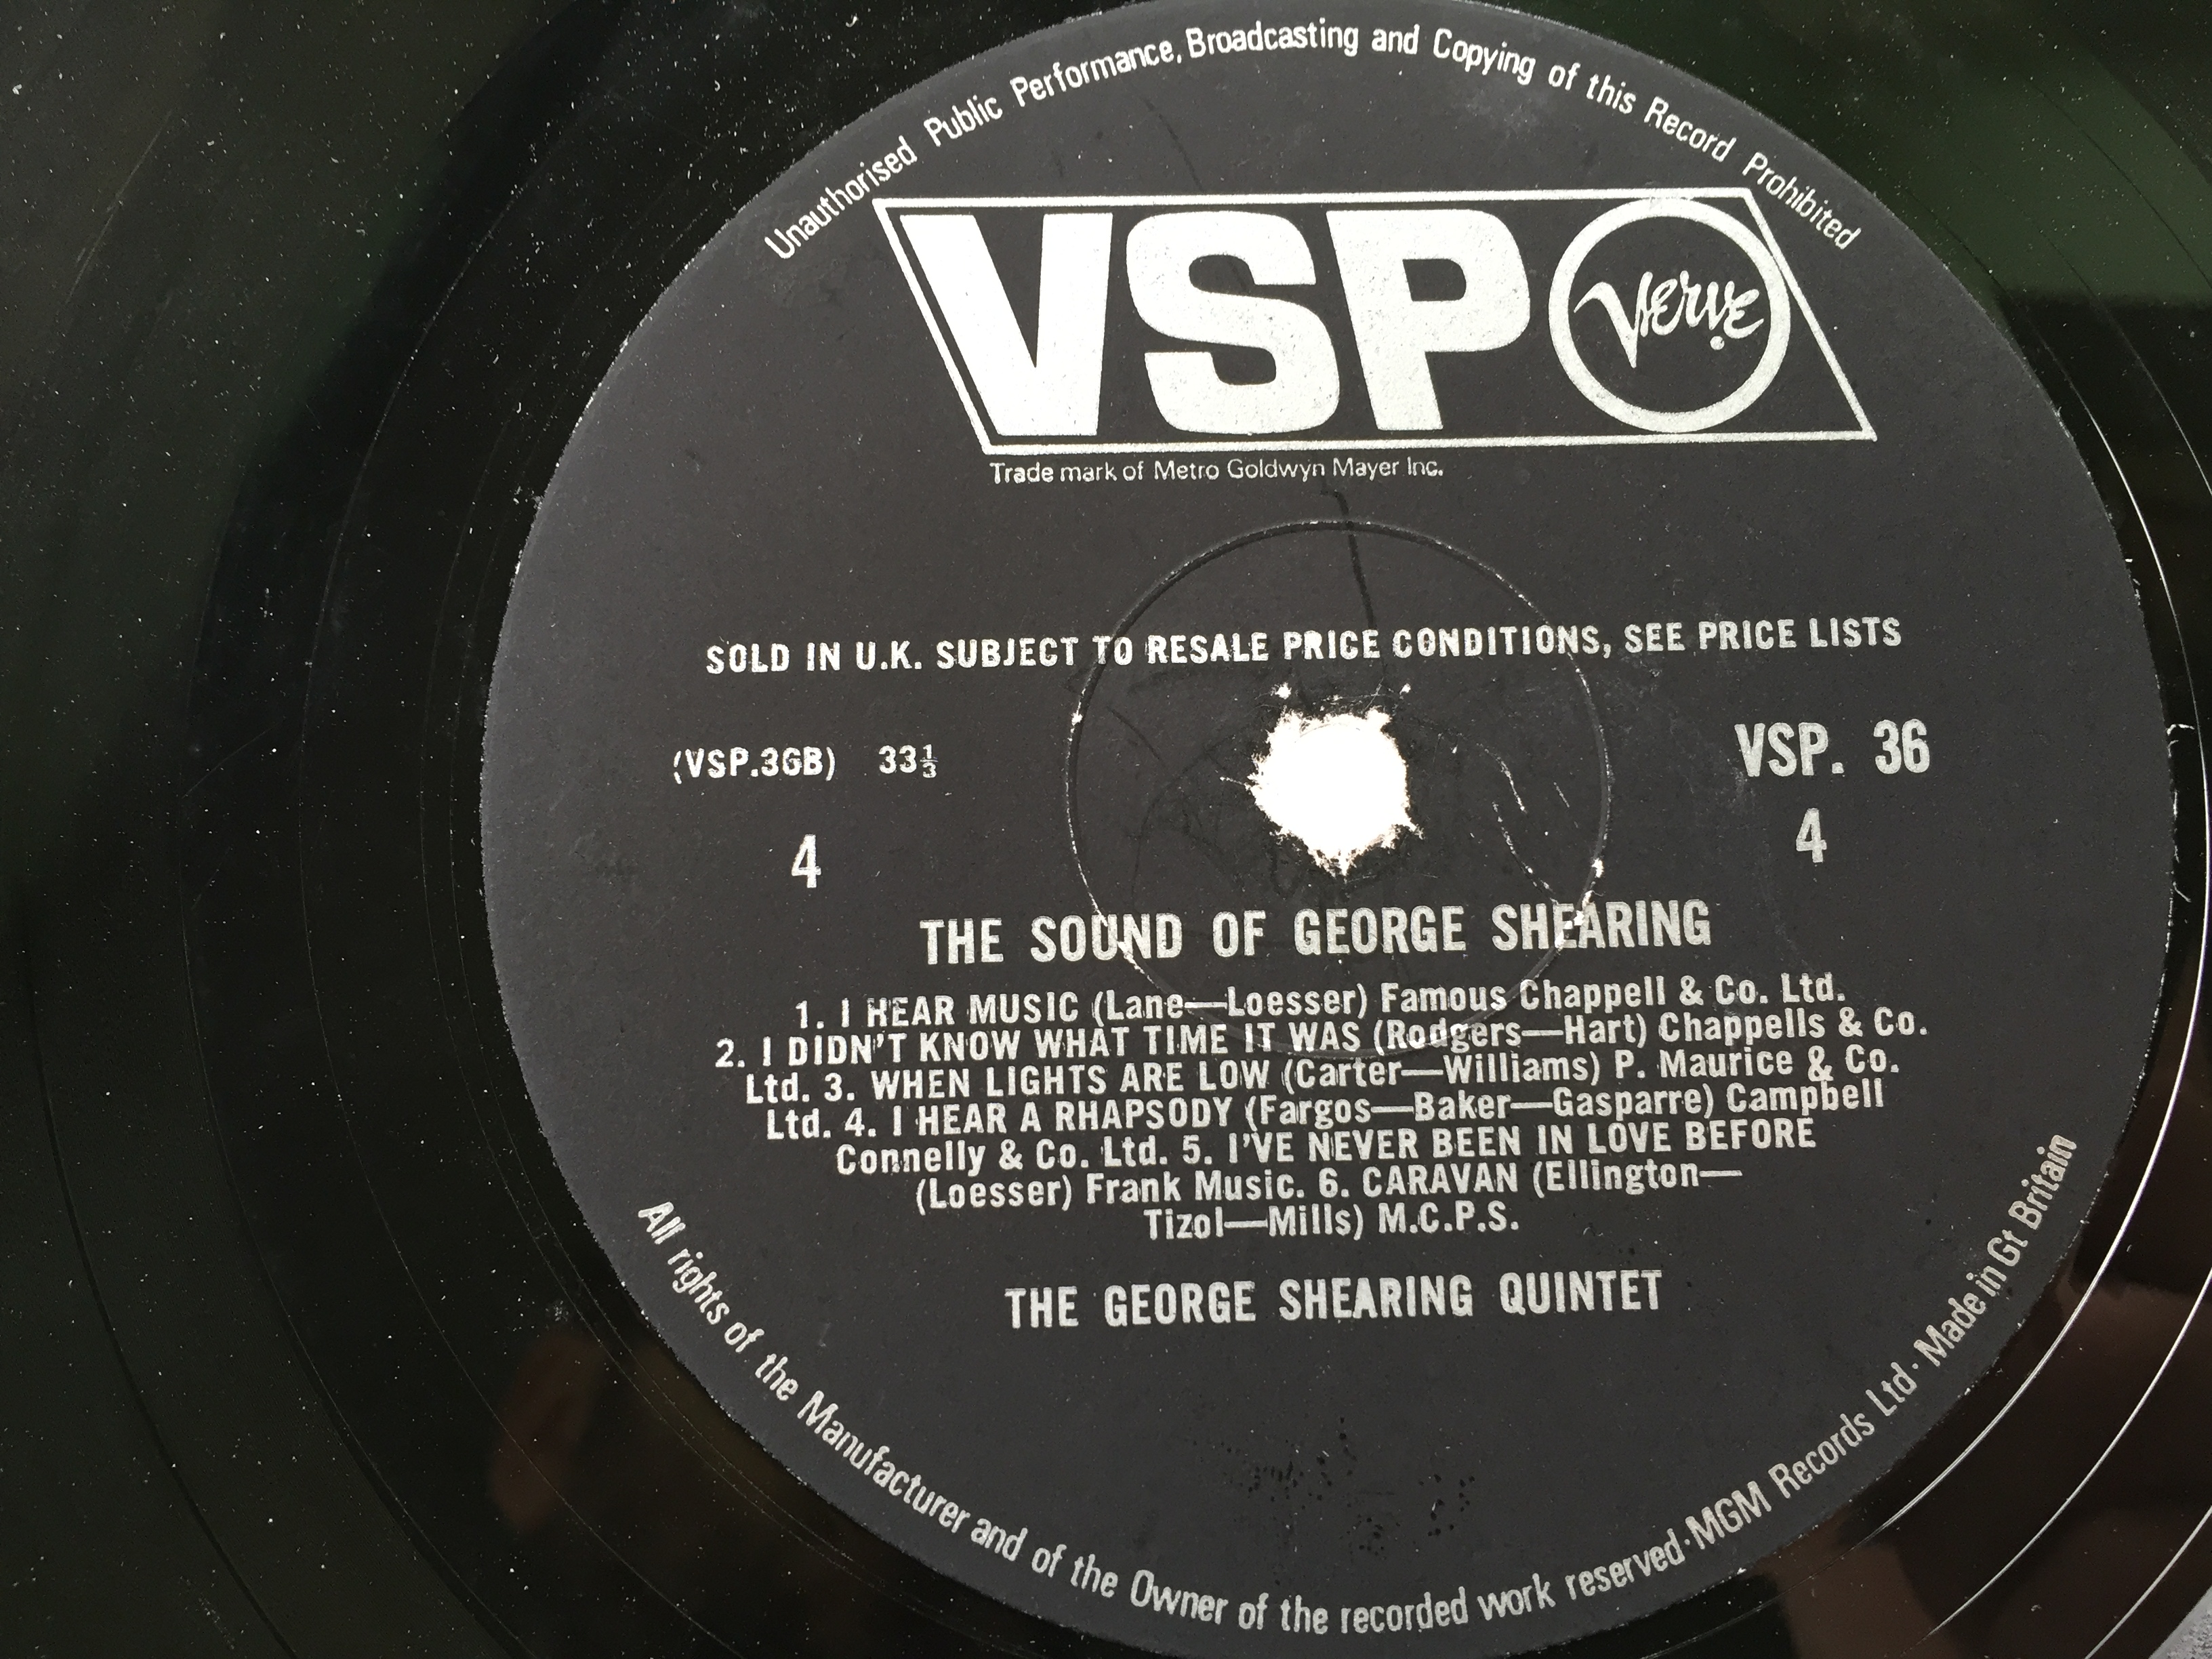 Unauthorised Public Performance, Broadcasting and Copying of this Record Prohibited
VSP Verve
Trade mark of Metro Goldwyn Mayer Inc.
SOLD IN U.K. SUBJECT TO RESALE PRICE CONDITIONS, SEE PRICE LISTS
(VSP.36B) 33⅓
VSP. 36
4
4
THE SOUND OF GEORGE SHEARING
1. I HEAR MUSIC (Lane—Loesser) Famous Chappell & Co. Ltd.
2. I DIDN'T KNOW WHAT TIME IT WAS (Rodgers—Hart) Chappells & Co.
Ltd. 3. WHEN LIGHTS ARE LOW (Carter—Williams) P. Maurice & Co.
Ltd. 4. I HEAR A RHAPSODY (Fargos—Baker—Gasparre) Campbell
Connelly & Co. Ltd. 5. I'VE NEVER BEEN IN LOVE BEFORE
(Loesser) Frank Music. 6. CARAVAN (Ellington—
Tizol—Mills) M.C.P.S.
THE GEORGE SHEARING QUINTET
All rights of the Manufacturer and of the Owner of the recorded work reserved·MGM Records Ltd· Made in Gt Britain